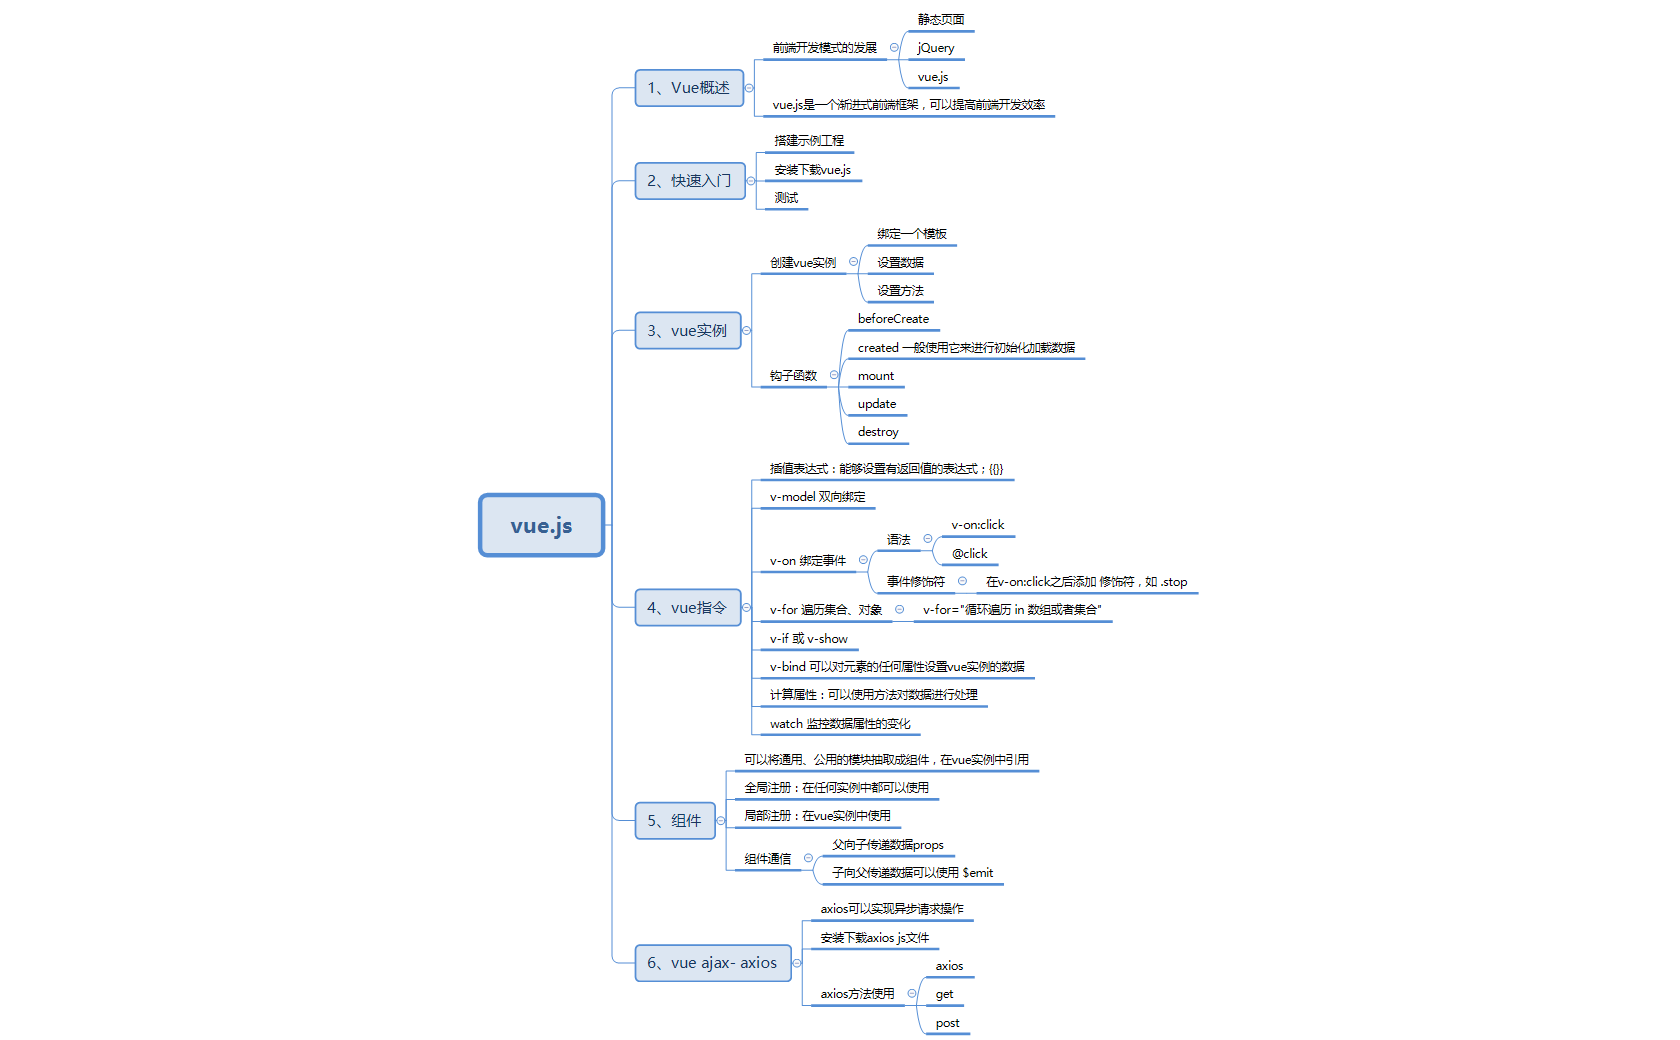 vue.js
1、Vue概述
前端开发模式的发展
静态页面
jQuery
vue.js
vue.js是一个渐进式前端框架，可以提高前端开发效率
2、快速入门
搭建示例工程
安装下载vue.js
测试
3、vue实例
创建vue实例
绑定一个模板
设置数据
设置方法
钩子函数
beforeCreate
created 一般使用它来进行初始化加载数据
mount
update
destroy
4、vue指令
插值表达式：能够设置有返回值的表达式；{{}}
v-model 双向绑定
v-on 绑定事件
语法
v-on:click
@click
事件修饰符
在v-on:click之后添加 修饰符，如 .stop
v-for 遍历集合、对象
v-for="循环遍历 in 数组或者集合"
v-if 或 v-show
v-bind 可以对元素的任何属性设置vue实例的数据
计算属性：可以使用方法对数据进行处理
watch 监控数据属性的变化
5、组件
可以将通用、公用的模块抽取成组件，在vue实例中引用
全局注册：在任何实例中都可以使用
局部注册：在vue实例中使用
组件通信
父向子传递数据props
子向父传递数据可以使用 $emit
6、vue ajax- axios
axios可以实现异步请求操作
安装下载axios js文件
axios方法使用
axios
get
post